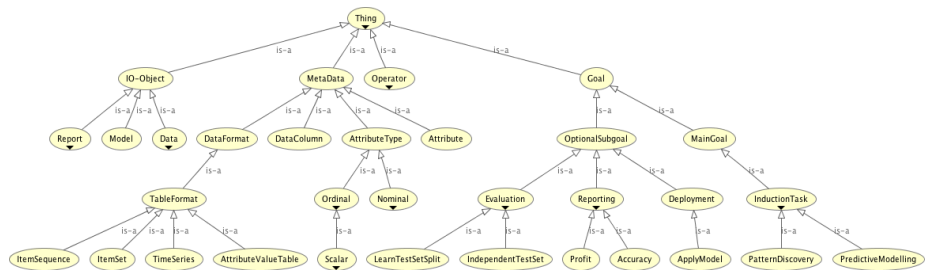 Thing
is-a is-a is-a is-a
IO-Object MetaData Operator Goal
is-a is-a is-a is-a is-a is-a is-a is-a is-a
Report Model Data DataFormat DataColumn AttributeType Attribute OptionalSubgoal MainGoal
is-a is-a is-a is-a is-a is-a is-a
TableFormat Ordinal Nominal Evaluation Reporting Deployment InductionTask
is-a is-a is-a is-a is-a is-a is-a is-a is-a is-a is-a is-a
ItemSequence ItemSet TimeSeries AttributeValueTable Scalar LearnTestSetSplit IndependentTestSet Profit Accuracy ApplyModel PatternDiscovery PredictiveModelling